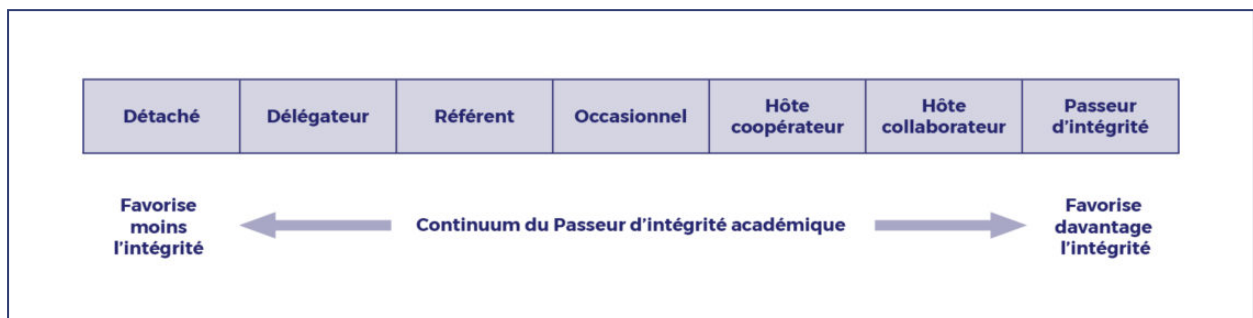 Détaché
Délégateur
Référent
Occasionnel
Hôte
coopérateur
Hôte
collaborateur
Passeur
d'intégrité
Favorise
moins
l'intégrité
Continuum du Passeur d'intégrité académique
Favorise
davantage
l'intégrité